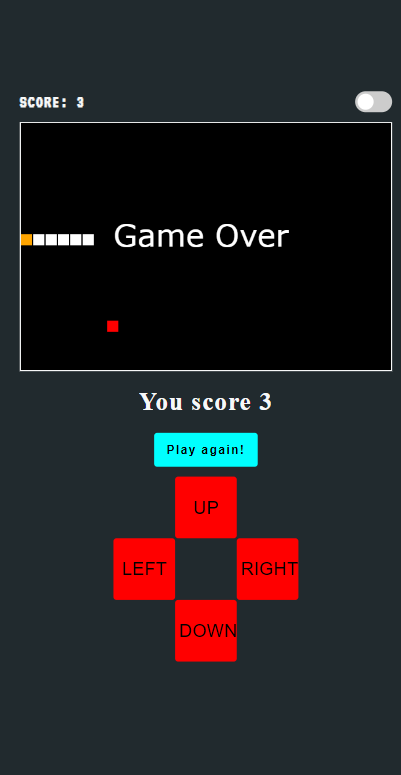 SCORE: 3
Game Over
You score 3
Play again!
UP
LEFT RIGHT
DOWN